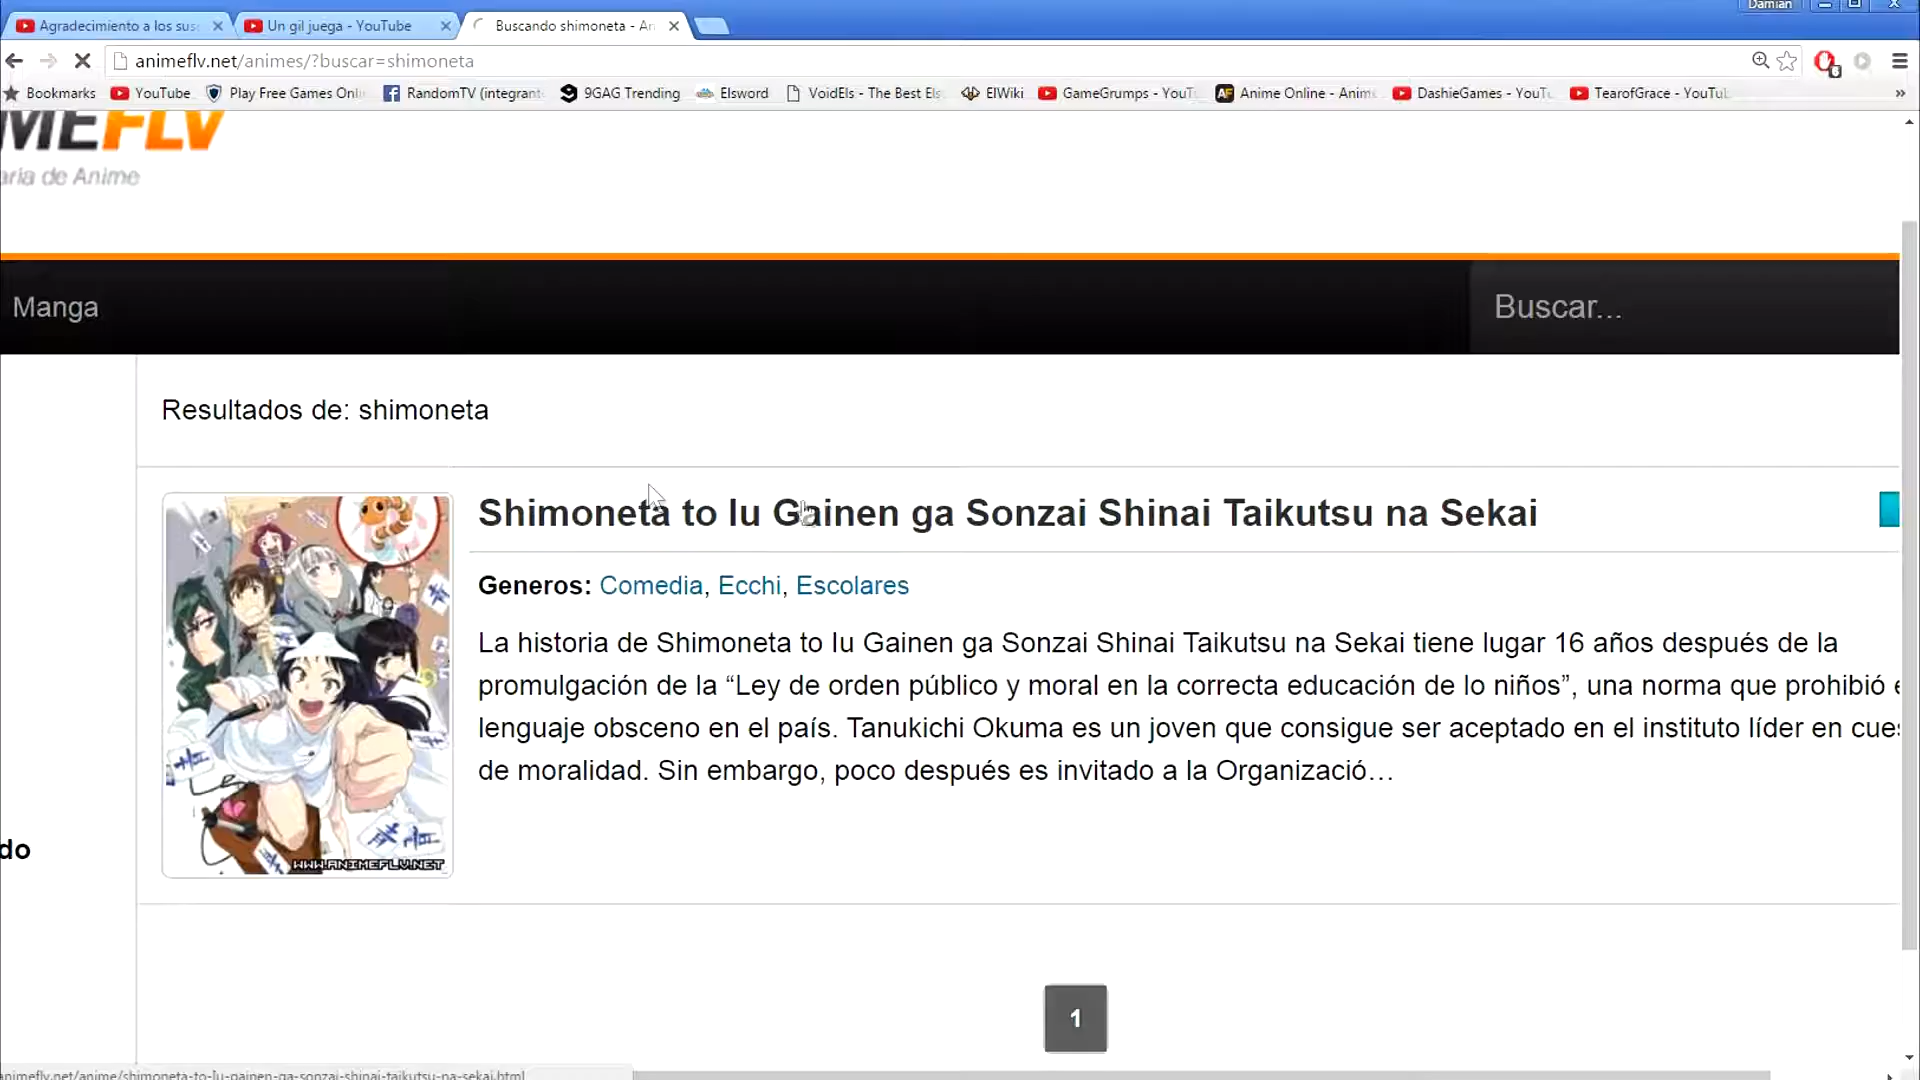 Damian
Agradecimiento a los sus
Un gil juega - YouTube
Buscando shimoneta - An
animeflv.net/animes/?buscar=shimoneta
Bookmarks
YouTube
Play Free Games Onli
RandomTV (integrant
9GAG Trending
Elsword
VoidEls - The Best Els
ElWiki
GameGrumps - YouT
Anime Online - Anim
DashieGames - YouTu
TearofGrace - YouTub
»
MEFLV
aria de Anime
Manga
Buscar...
Resultados de: shimoneta
Shimoneta to Iu Gainen ga Sonzai Shinai Taikutsu na Sekai
Generos: Comedia, Ecchi, Escolares
La historia de Shimoneta to Iu Gainen ga Sonzai Shinai Taikutsu na Sekai tiene lugar 16 años después de la
promulgación de la “Ley de orden público y moral en la correcta educación de lo niños”, una norma que prohibió e
lenguaje obsceno en el país. Tanukichi Okuma es un joven que consigue ser aceptado en el instituto líder en cues
de moralidad. Sin embargo, poco después es invitado a la Organizació…
WWW.ANIMEFLV.NET
do
1
animeflv.net/anime/shimoneta-to-iu-gainen-ga-sonzai-shinai-taikutsu-na-sekai.html